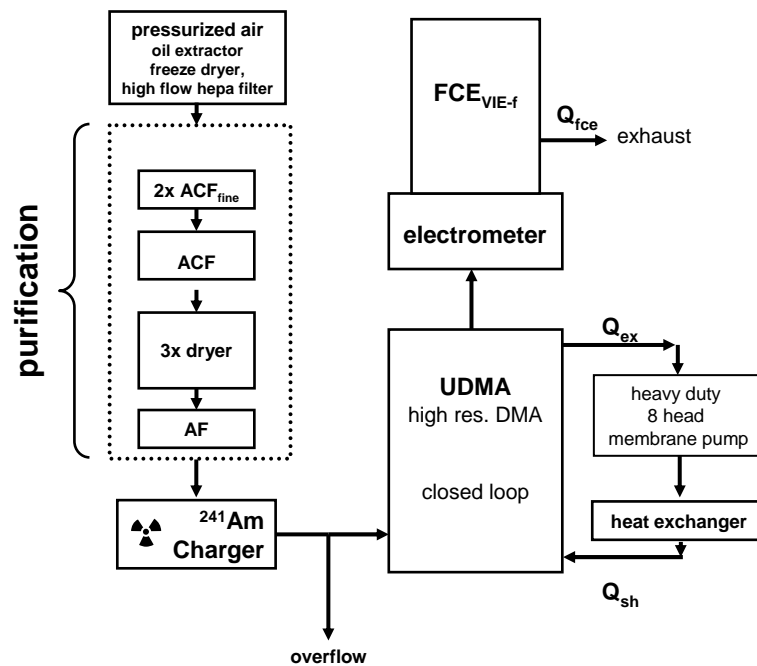 pressurized air
oil extractor
freeze dryer,
high flow hepa filter
purification
2x ACFfine
ACF
3x dryer
AF
241Am
Charger
overflow
FCEVIE-f
Qfce
exhaust
electrometer
UDMA
high res. DMA
closed loop
Qex
heavy duty
8 head
membrane pump
heat exchanger
Qsh